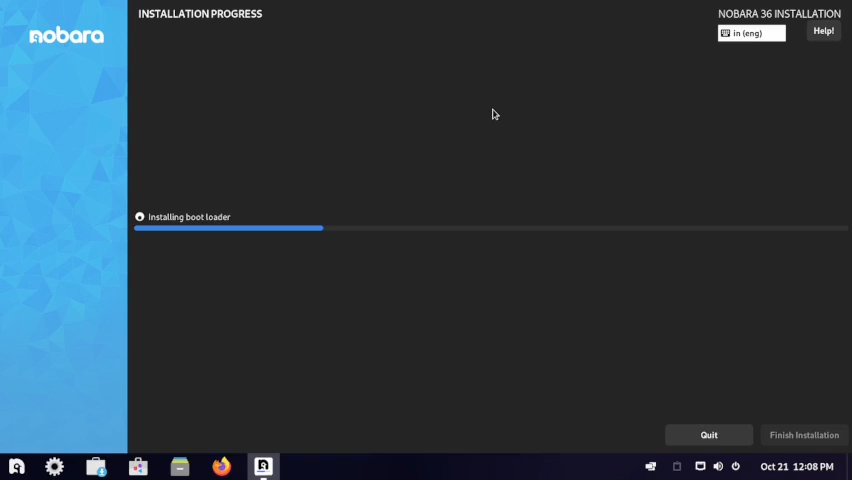 INSTALLATION PROGRESS
NOBARA 36 INSTALLATION
nobara
in (eng)
Help!
Installing boot loader
Quit
Finish Installation
Oct 21 12:08 PM